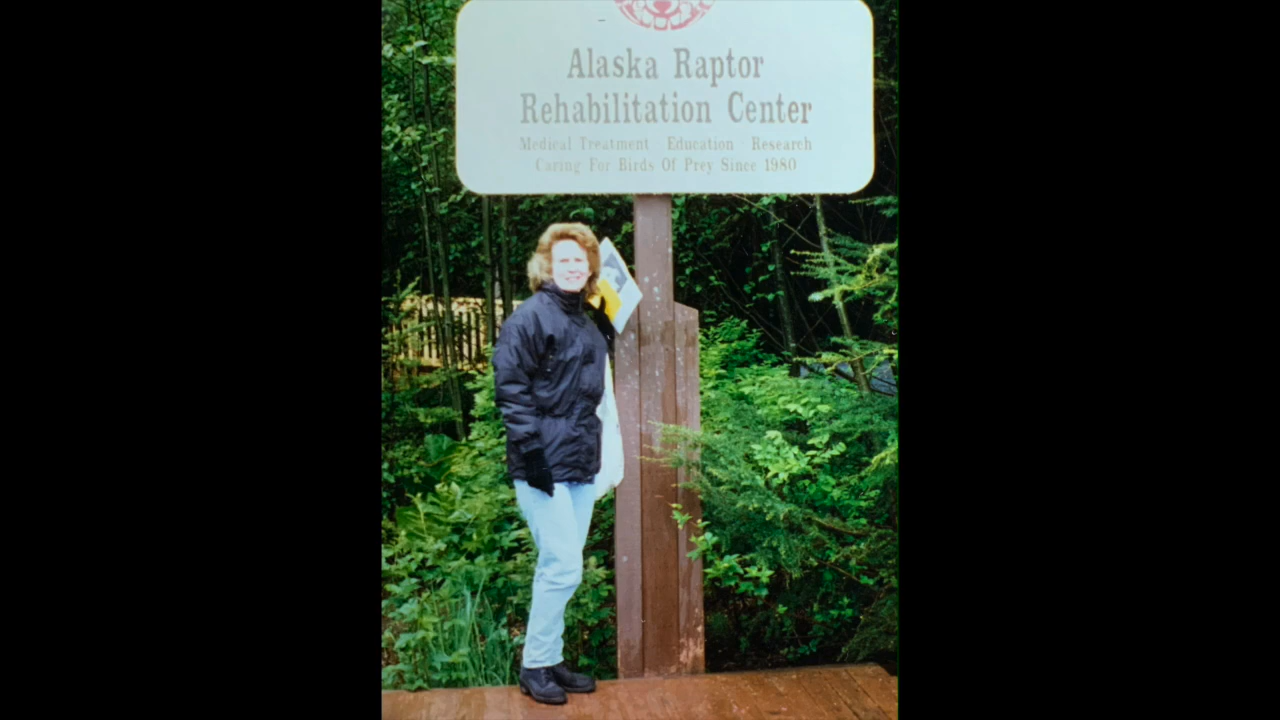 Alaska Raptor
Rehabilitation Center
Medical Treatment Education Research
Caring For Birds Of Prey Since 1980